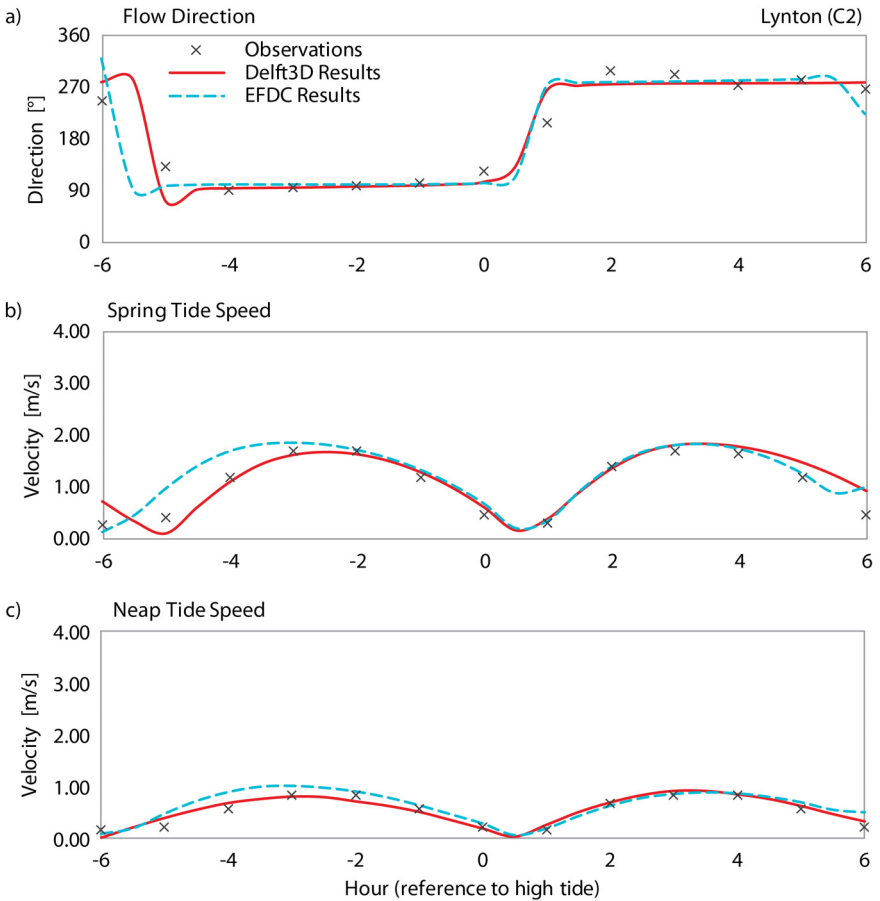 a) Flow Direction Lynton (C2)
360
270
180
90
0
DIrection [°]
Observations
Delft3D Results
EFDC Results
-6 -4 -2 0 2 4 6
b) Spring Tide Speed
4.00
3.00
2.00
1.00
0.00
Velocity [m/s]
-6 -4 -2 0 2 4 6
c) Neap Tide Speed
4.00
3.00
2.00
1.00
0.00
Velocity [m/s]
-6 -4 -2 0 2 4 6
Hour (reference to high tide)